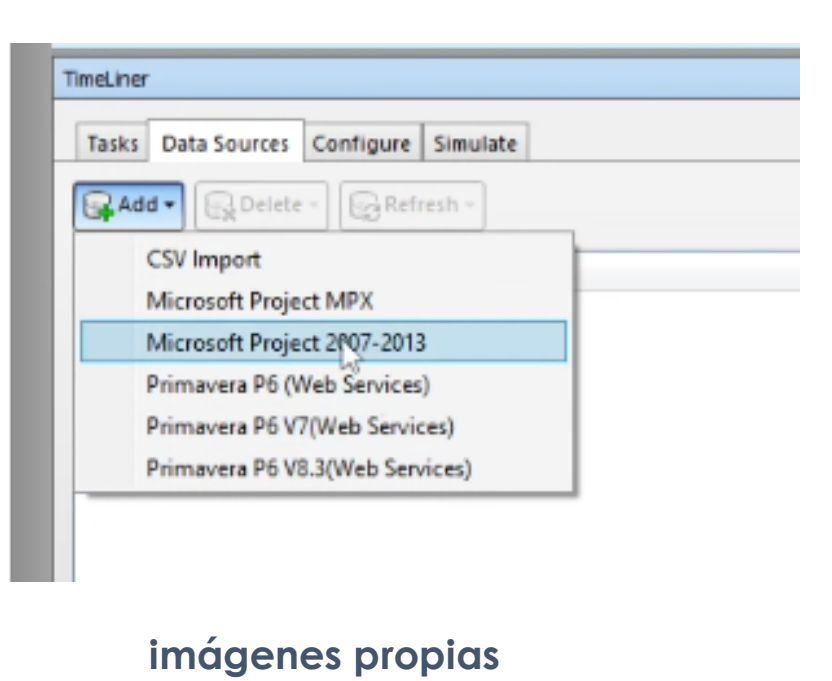 TimeLiner
Tasks Data Sources Configure Simulate
Add Delete Refresh
CSV Import
Microsoft Project MPX
Microsoft Project 2007-2013
Primavera P6 (Web Services)
Primavera P6 V7(Web Services)
Primavera P6 V8.3(Web Services)
imágenes propias